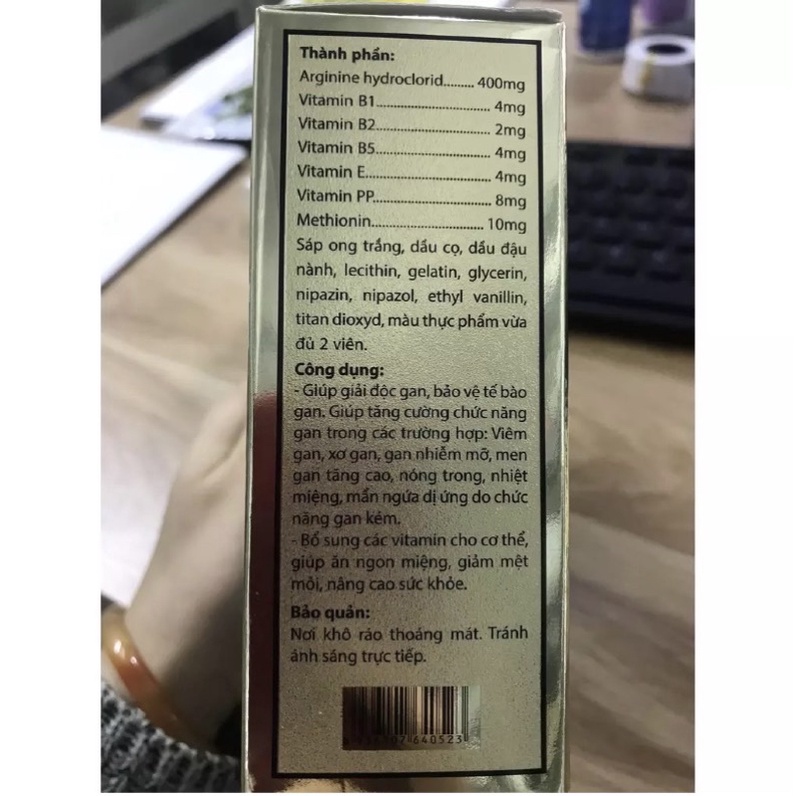 Thành phần:
Arginine hydroclorid......... 400mg
Vitamin B1.............................. 4mg
Vitamin B2.............................. 2mg
Vitamin B5.............................. 4mg
Vitamin E................................. 4mg
Vitamin PP............................... 8mg
Methionin............................. 10mg
Sáp ong trắng, dầu cọ, dầu đậu
nành, lecithin, gelatin, glycerin,
nipazin, nipazol, ethyl vanillin,
titan dioxyd, màu thực phẩm vừa
đủ 2 viên.
Công dụng:
- Giúp giải độc gan, bảo vệ tế bào
gan. Giúp tăng cường chức năng
gan trong các trường hợp: Viêm
gan, xơ gan, gan nhiễm mỡ, men
gan tăng cao, nóng trong, nhiệt
miệng, mẩn ngứa dị ứng do chức
năng gan kém.
- Bổ sung các vitamin cho cơ thể,
giúp ăn ngon miệng, giảm mệt
mỏi, nâng cao sức khỏe.
Bảo quản:
Nơi khô ráo thoáng mát. Tránh
ánh sáng trực tiếp.
640523